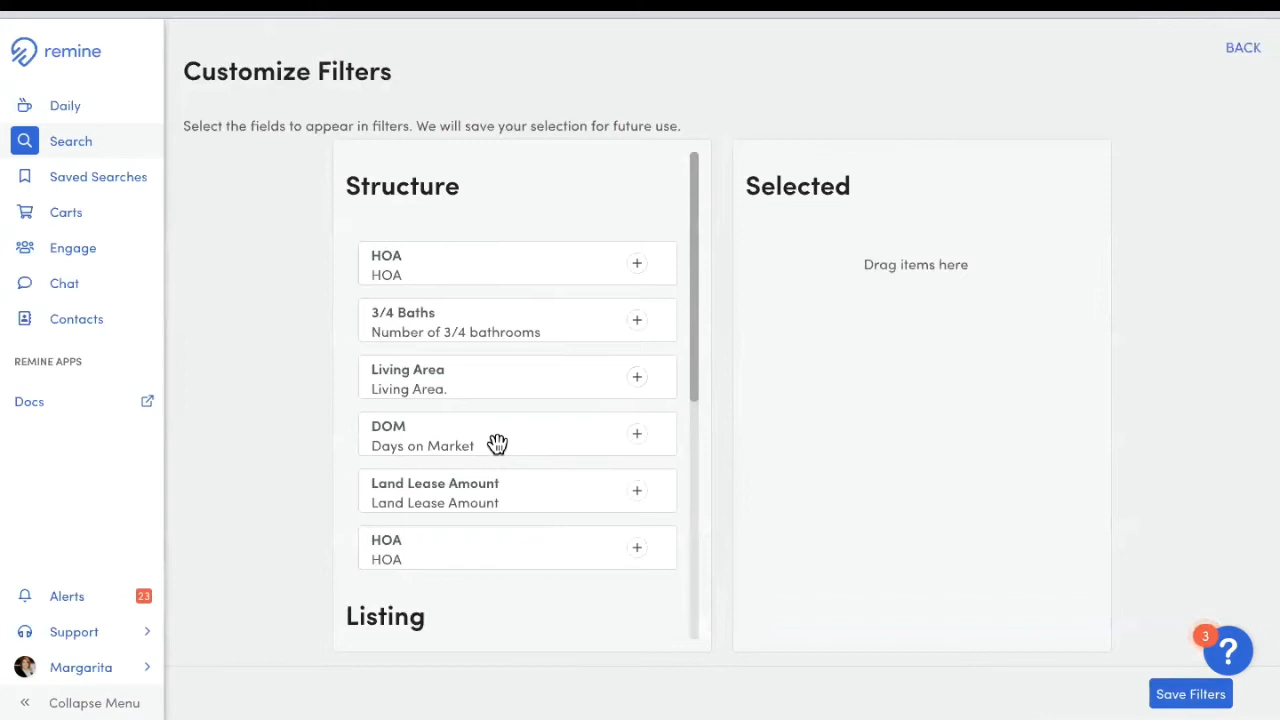 remine
BACK
Customize Filters
Daily
Select the fields to appear in filters. We will save your selection for future use.
Search
Saved Searches
Carts
Engage
Chat
Contacts
REMINE APPS
Docs
Alerts
23
Support
Margarita
Collapse Menu
Structure
HOA
HOA
3/4 Baths
Number of 3/4 bathrooms
Living Area
Living Area.
DOM
Days on Market
Land Lease Amount
Land Lease Amount
HOA
HOA
Listing
Selected
Drag items here
3
?
Save Filters